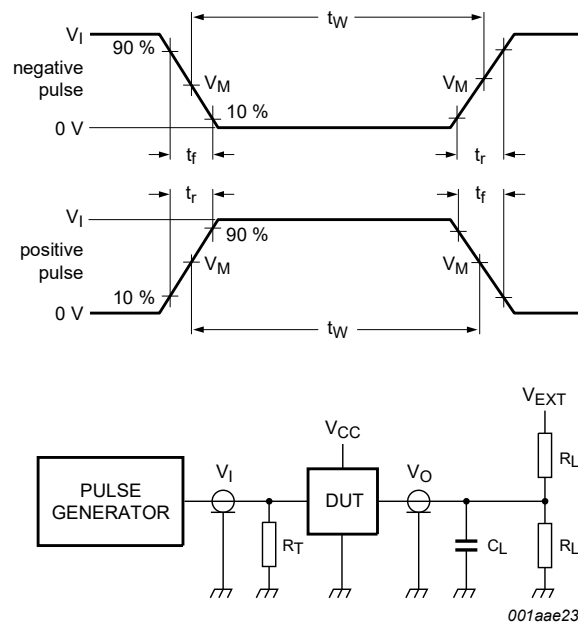 V_I
t_W
90 %
negative
pulse
V_M
V_M
10 %
0 V
t_f
t_r
t_r
t_f
V_I
90 %
positive
pulse
V_M
V_M
10 %
0 V
t_W
V_EXT
V_CC
R_L
PULSE
GENERATOR
V_I
DUT
V_O
R_T
C_L
R_L
001aae23